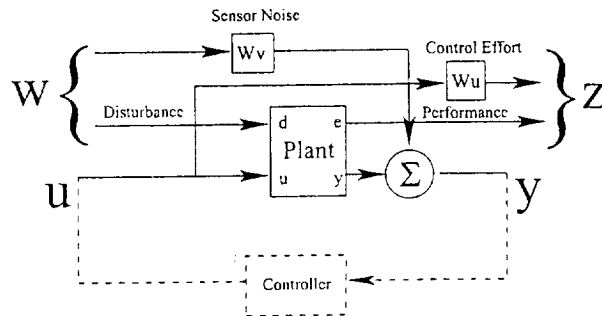 Sensor Noise
Wv
Control Effort
Wu
W
Z
Disturbance
Performance
d e
Plant
u y
Σ
u
y
Controller